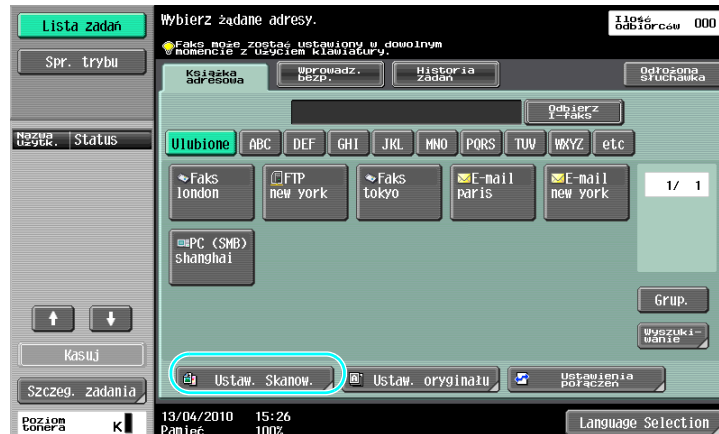 Lista zadań
Spr. trybu
Nazwa użytk.
Status
Kasuj
Szczeg. zadania
Poziom tonera
K
Wybierz żądane adresy.
Ilość odbiorców
000
Faks może zostać ustawiony w dowolnym
momencie z użyciem klawiatury.
Książka adresowa
Wprowadz. bezp.
Historia zadań
Odłożona słuchawka
Odbierz I-faks
Ulubione
ABC
DEF
GHI
JKL
MNO
PQRS
TUV
WXYZ
etc
Faks
london
FTP
new york
Faks
tokyo
E-mail
paris
E-mail
new york
1/ 1
PC (SMB)
shanghai
Grup.
Wyszuki-
wanie
Ustaw. Skanow.
Ustaw. oryginału
Ustawienia połączeń
13/04/2010 15:26
Pamięć 100%
Language Selection